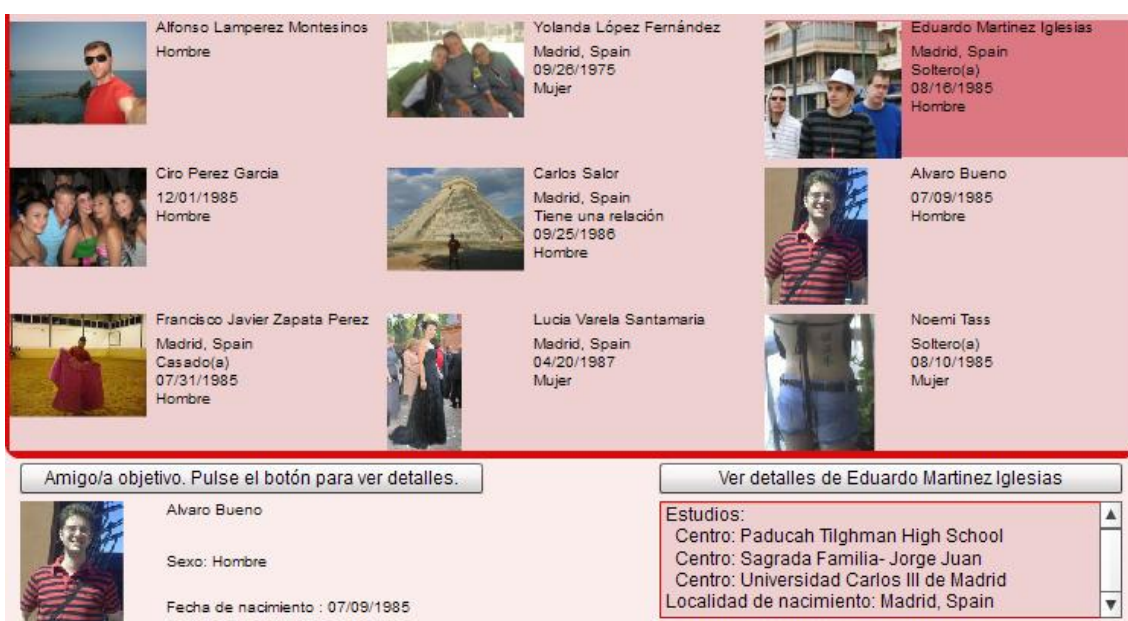 Alfonso Lamperez Montesinos
Hombre
Yolanda López Fernández
Madrid, Spain
09/26/1975
Mujer
Eduardo Martinez Iglesias
Madrid, Spain
Soltero(a)
08/16/1985
Hombre
Ciro Perez Garcia
12/01/1985
Hombre
Carlos Salor
Madrid, Spain
Tiene una relación
09/25/1986
Hombre
Alvaro Bueno
07/09/1985
Hombre
Francisco Javier Zapata Perez
Madrid, Spain
Casado(a)
07/31/1985
Hombre
Lucia Varela Santamaria
Madrid, Spain
04/20/1987
Mujer
Noemi Tass
Soltero(a)
08/10/1985
Mujer
Amigo/a objetivo. Pulse el botón para ver detalles.
Alvaro Bueno
Sexo: Hombre
Fecha de nacimiento : 07/09/1985
Ver detalles de Eduardo Martinez Iglesias
Estudios:
Centro: Paducah Tilghman High School
Centro: Sagrada Familia- Jorge Juan
Centro: Universidad Carlos III de Madrid
Localidad de nacimiento: Madrid, Spain